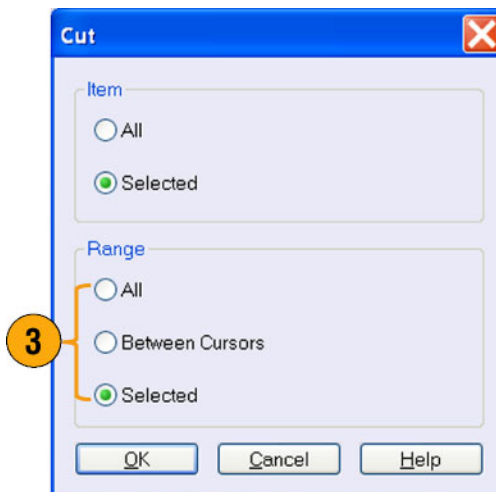 Cut
Item
All
Selected
Range
All
3
Between Cursors
Selected
OK Cancel Help